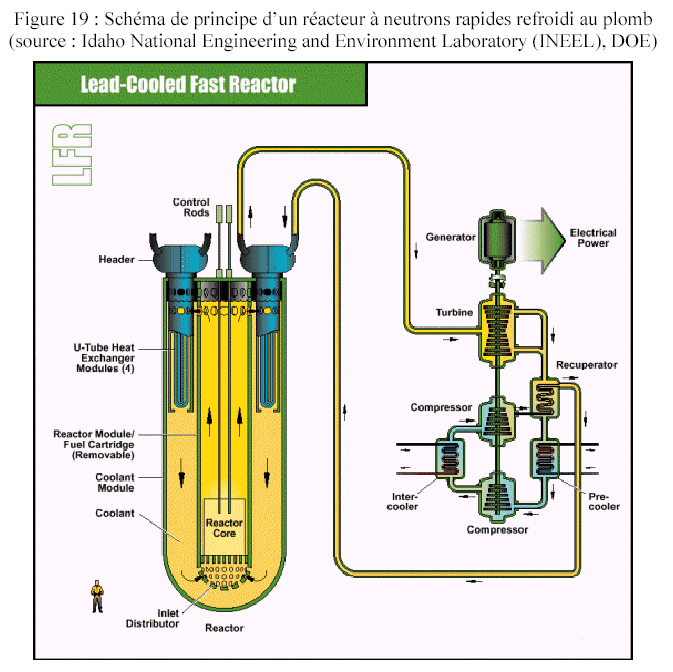 Figure 19 : Schéma de principe d'un réacteur à neutrons rapides refroidi au plomb
(source : Idaho National Engineering and Environment Laboratory (INEEL), DOE)
Lead-Cooled Fast Reactor
LFR
Control
Rods
Header
Generator
Electrical
Power
Turbine
U-Tube Heat
Exchanger
Modules (4)
Recuperator
Compressor
Reactor Module/
Fuel Cartridge
(Removable)
Coolant
Module
Coolant
Inter-
cooler
Pre-
cooler
Reactor
Core
Compressor
Inlet
Distributor
Reactor